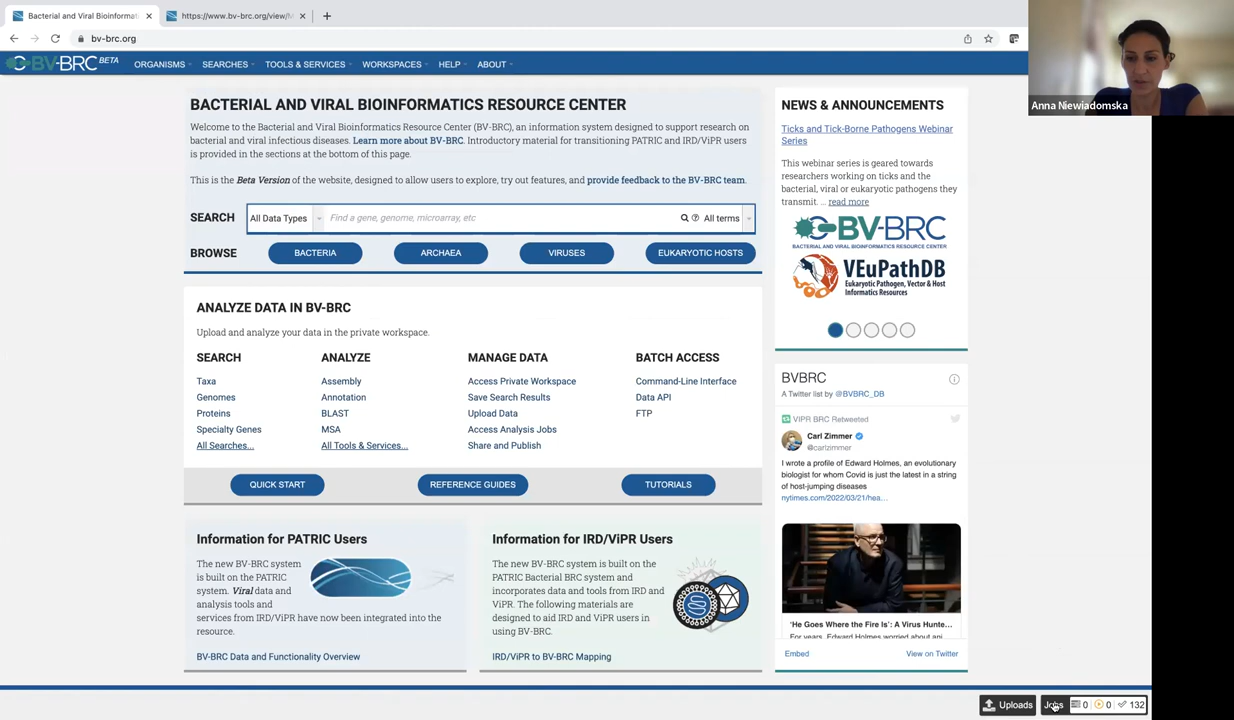 Bacterial and Viral Bioinformat
https://www.bv-brc.org/view/M
bv-brc.org
BV-BRC BETA
ORGANISMS
SEARCHES
TOOLS & SERVICES
WORKSPACES
HELP
ABOUT
Anna Niewiadomska
BACTERIAL AND VIRAL BIOINFORMATICS RESOURCE CENTER
Welcome to the Bacterial and Viral Bioinformatics Resource Center (BV-BRC), an information system designed to support research on
bacterial and viral infectious diseases. Learn more about BV-BRC. Introductory material for transitioning PATRIC and IRD/ViPR users
is provided in the sections at the bottom of this page.
This is the Beta Version of the website, designed to allow users to explore, try out features, and provide feedback to the BV-BRC team.
SEARCH
All Data Types
Find a gene, genome, microarray, etc
All terms
BROWSE
BACTERIA
ARCHAEA
VIRUSES
EUKARYOTIC HOSTS
ANALYZE DATA IN BV-BRC
Upload and analyze your data in the private workspace.
SEARCH
Taxa
Genomes
Proteins
Specialty Genes
All Searches...
ANALYZE
Assembly
Annotation
BLAST
MSA
All Tools & Services...
MANAGE DATA
Access Private Workspace
Save Search Results
Upload Data
Access Analysis Jobs
Share and Publish
BATCH ACCESS
Command-Line Interface
Data API
FTP
QUICK START
REFERENCE GUIDES
TUTORIALS
Information for PATRIC Users
The new BV-BRC system
is built on the PATRIC
system. Viral data and
analysis tools and
services from IRD/ViPR have now been integrated into the
resource.
BV-BRC Data and Functionality Overview
Information for IRD/ViPR Users
The new BV-BRC system is built on the
PATRIC Bacterial BRC system and
incorporates data and tools from IRD and
ViPR. The following materials are
designed to aid IRD and ViPR users in
using BV-BRC.
IRD/ViPR to BV-BRC Mapping
NEWS & ANNOUNCEMENTS
Ticks and Tick-Borne Pathogens Webinar
Series
This webinar series is geared towards
researchers working on ticks and the
bacterial, viral or eukaryotic pathogens they
transmit. ... read more
BV-BRC
BACTERIAL AND VIRAL BIOINFORMATICS RESOURCE CENTER
VEuPathDB
Eukaryotic Pathogen, Vector & Host
Informatics Resources
BVBRC
A Twitter list by @BVBRC_DB
VIPR BRC Retweeted
Carl Zimmer
@carlzimmer
I wrote a profile of Edward Holmes, an evolutionary
biologist for whom Covid is just the latest in a string
of host-jumping diseases
nytimes.com/2022/03/21/hea...
'He Goes Where the Fire Is': A Virus Hunte...
For years, Edward Holmes worried about ani
Embed
View on Twitter
Uploads
Jobs
0
0
132